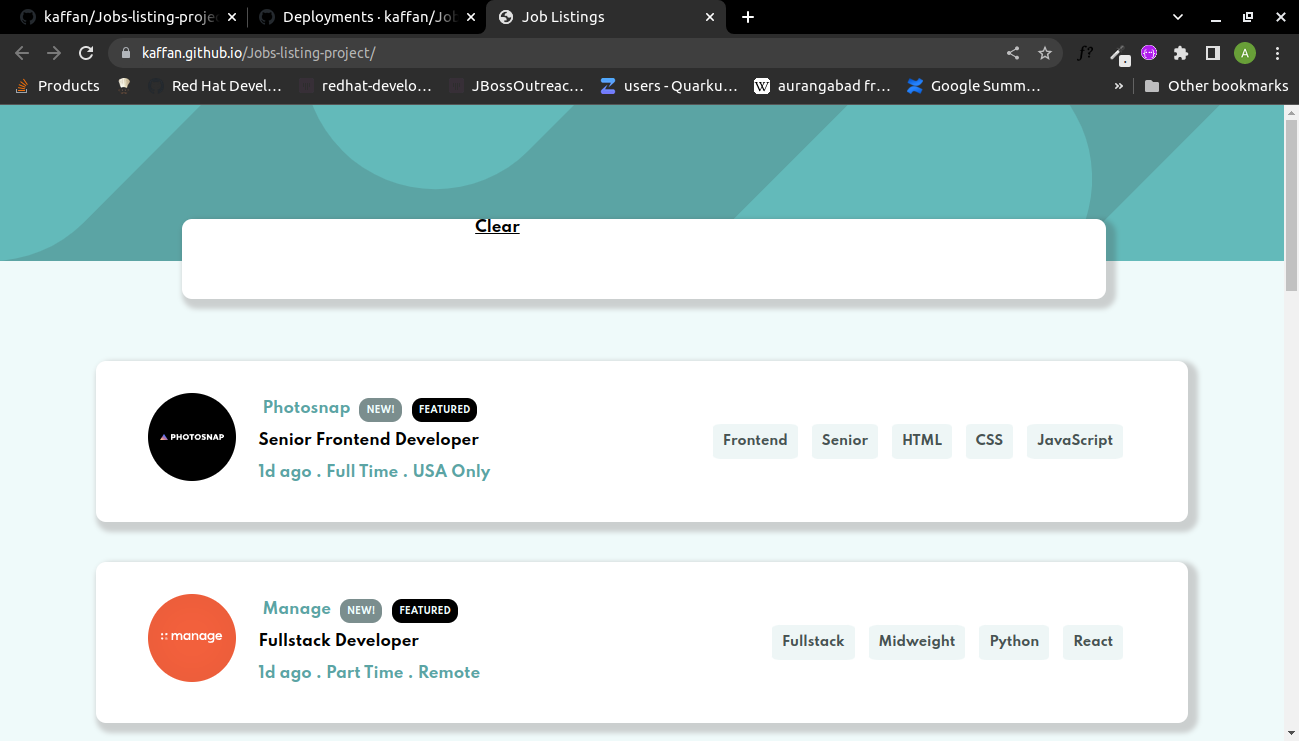 kaffan/Jobs-listing-proje
Deployments · kaffan/Job
Job Listings
kaffan.github.io/Jobs-listing-project/
f?
A
Products
Red Hat Devel...
redhat-develo...
JBossOutreac...
users - Quarku...
W
aurangabad fr...
Google Summ...
»
Other bookmarks
Clear
PHOTOSNAP
Photosnap NEW! FEATURED
Senior Frontend Developer
1d ago . Full Time . USA Only
Frontend Senior HTML CSS JavaScript
:: manage
Manage NEW! FEATURED
Fullstack Developer
1d ago . Part Time . Remote
Fullstack Midweight Python React